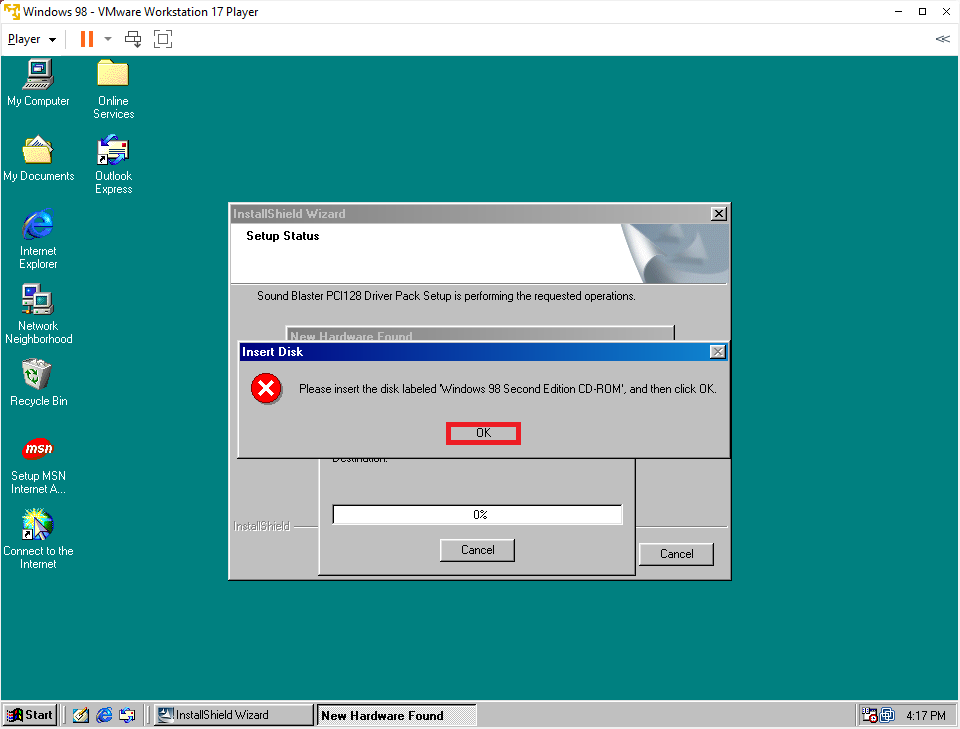 Windows 98 - VMware Workstation 17 Player
Player
My Computer
Online
Services
My Documents
Outlook
Express
Internet
Explorer
Network
Neighborhood
Recycle Bin
msn
Setup MSN
Internet A...
Connect to the
Internet
InstallShield Wizard
Setup Status
Sound Blaster PCI128 Driver Pack Setup is performing the requested operations.
New Hardware Found
Insert Disk
Please insert the disk labeled 'Windows 98 Second Edition CD-ROM', and then click OK.
OK
Destination:
0%
InstallShield
Cancel
Cancel
Start
InstallShield Wizard
New Hardware Found
4:17 PM